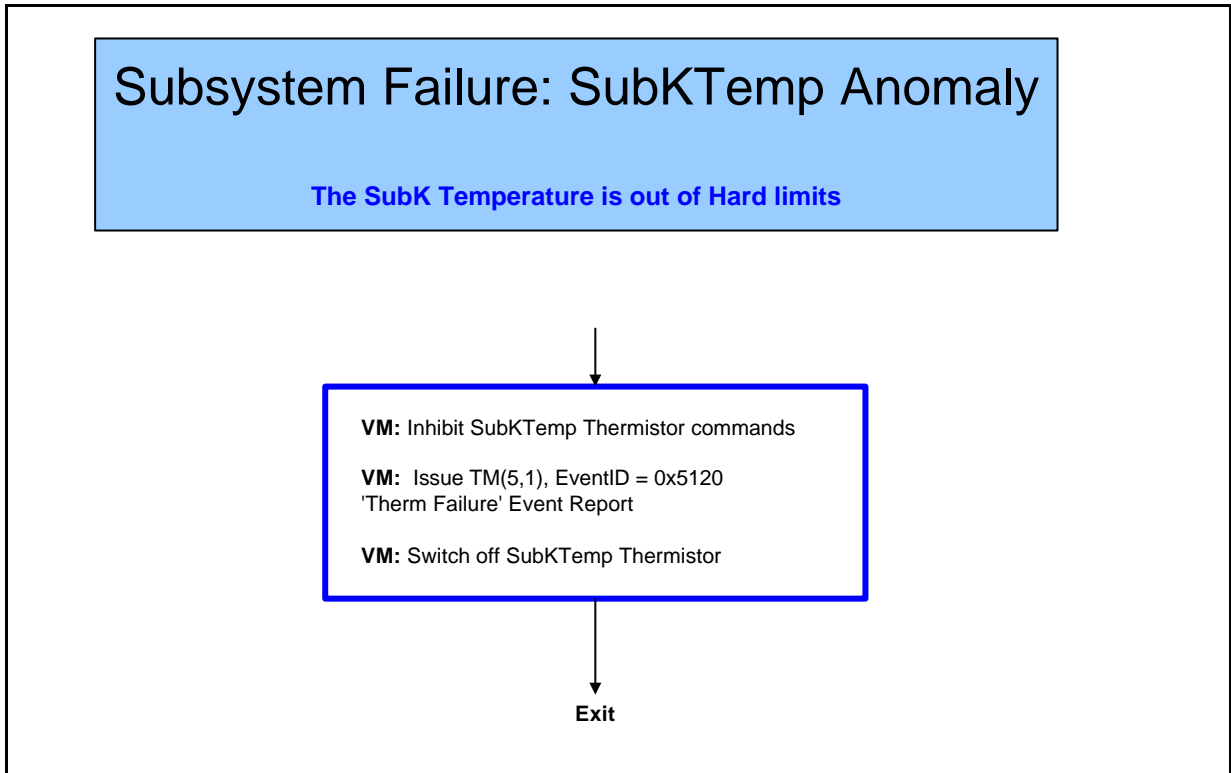 Subsystem Failure: SubKTemp Anomaly
The SubK Temperature is out of Hard limits
VM: Inhibit SubKTemp Thermistor commands
VM: Issue TM(5,1), EventID = 0x5120
'Therm Failure' Event Report
VM: Switch off SubKTemp Thermistor
Exit